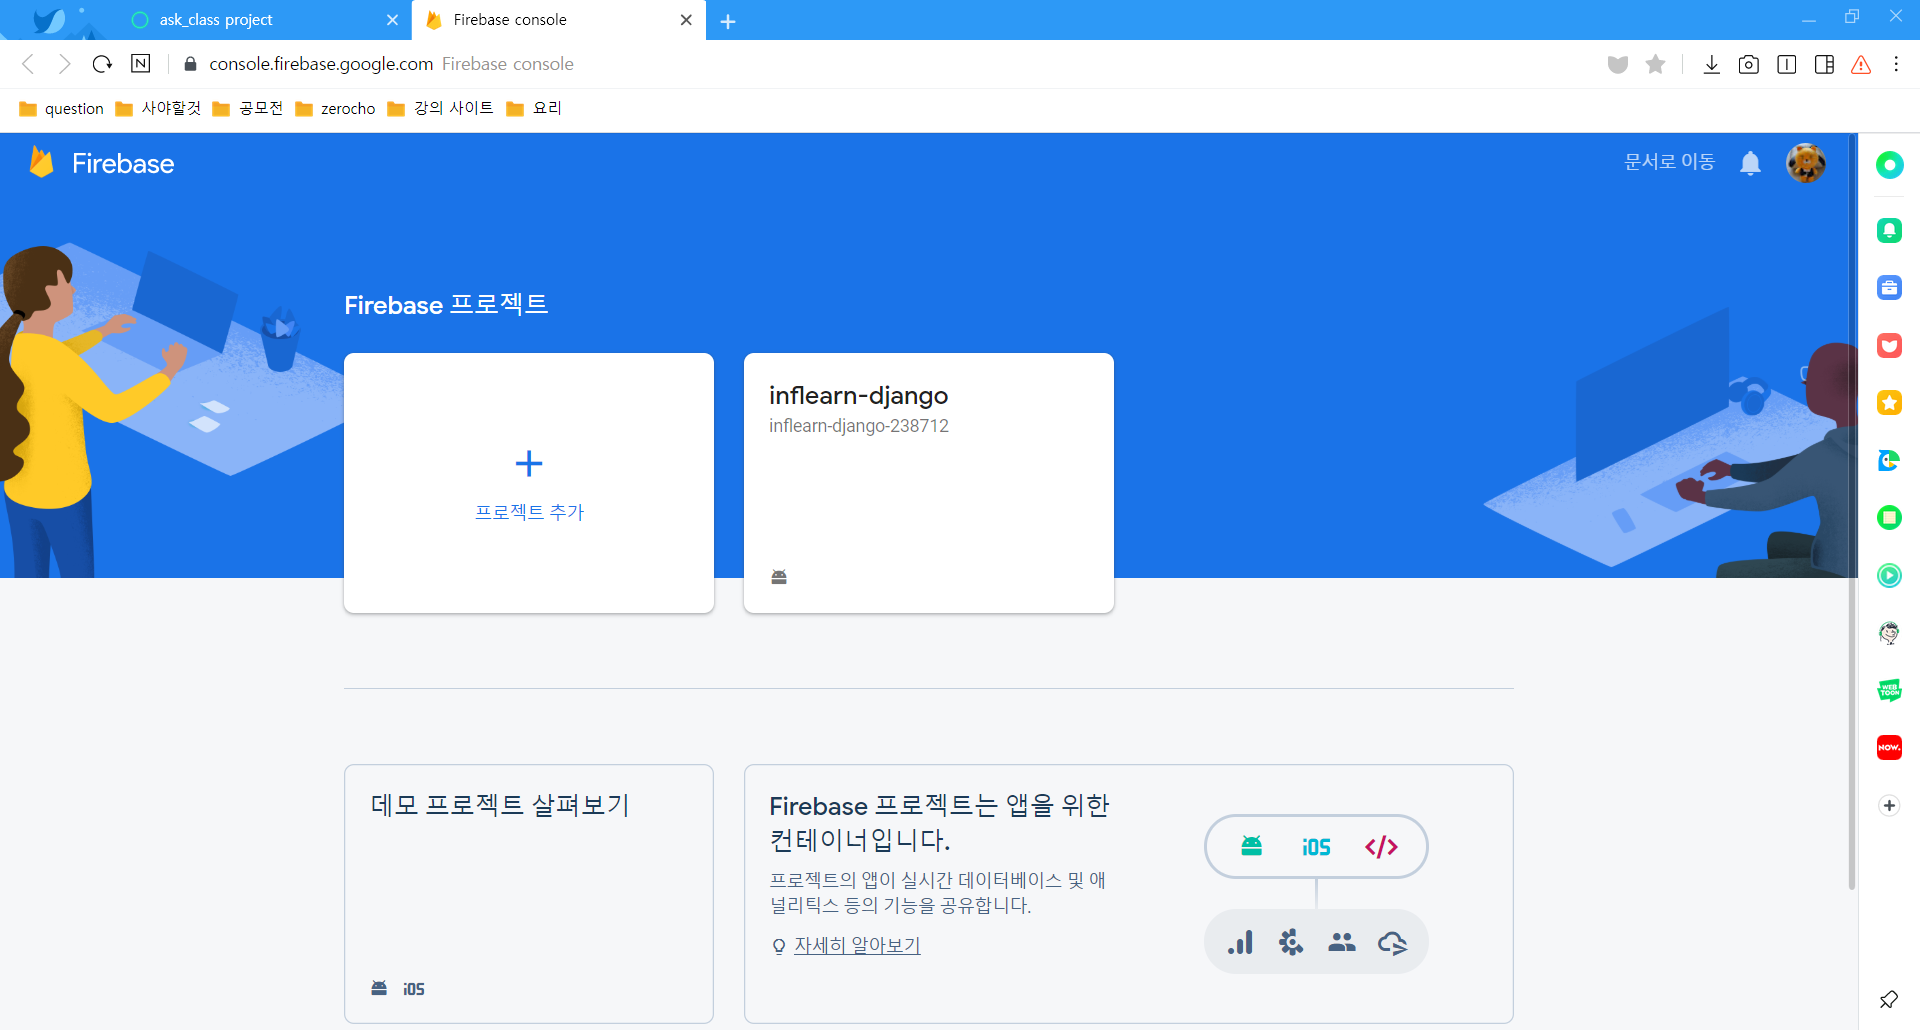 ask_class project
Firebase console
N
console.firebase.google.com Firebase console
question 사야할것 공모전 zerocho 강의 사이트 요리
Firebase
문서로 이동
Firebase 프로젝트
프로젝트 추가
inflearn-django
inflearn-django-238712
데모 프로젝트 살펴보기
iOS
Firebase 프로젝트는 앱을 위한
컨테이너입니다.
프로젝트의 앱이 실시간 데이터베이스 및 애
널리틱스 등의 기능을 공유합니다.
자세히 알아보기
iOS
WEB
TOON
NOW.